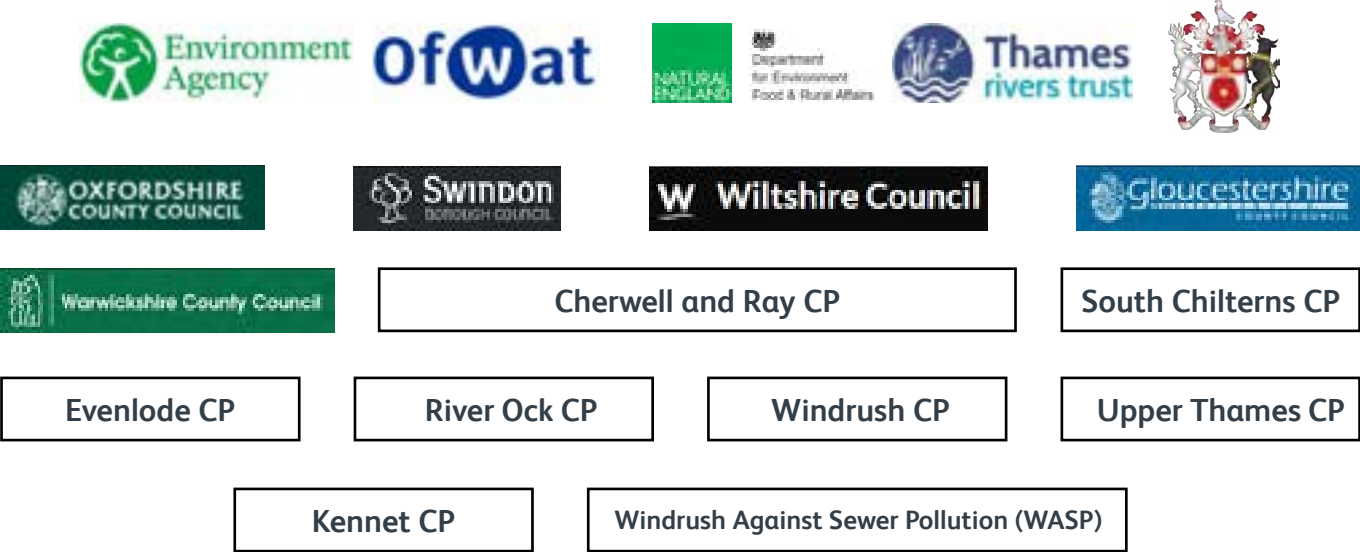 Environment
Agency
Ofwat
NATURAL
ENGLAND
Department
for Environment
Food & Rural Affairs
Thames
rivers trust
OXFORDSHIRE
COUNTY COUNCIL
SWINDON
BOROUGH COUNCIL
W Wiltshire Council
Gloucestershire
COUNTY COUNCIL
Warwickshire County Council
Cherwell and Ray CP
South Chilterns CP
Evenlode CP
River Ock CP
Windrush CP
Upper Thames CP
Kennet CP
Windrush Against Sewer Pollution (WASP)